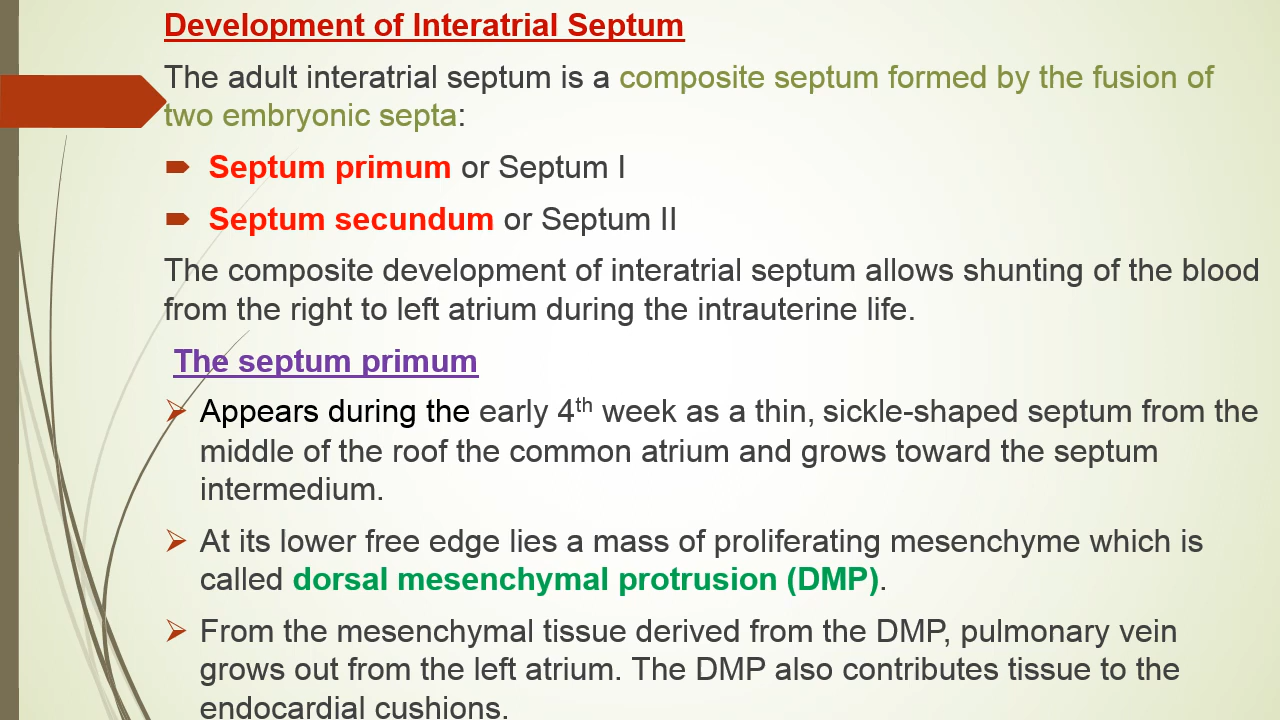 Development of Interatrial Septum
The adult interatrial septum is a composite septum formed by the fusion of
two embryonic septa:
Septum primum or Septum I
Septum secundum or Septum II
The composite development of interatrial septum allows shunting of the blood
from the right to left atrium during the intrauterine life.
The septum primum
Appears during the early 4th week as a thin, sickle-shaped septum from the
middle of the roof the common atrium and grows toward the septum
intermedium.
At its lower free edge lies a mass of proliferating mesenchyme which is
called dorsal mesenchymal protrusion (DMP).
From the mesenchymal tissue derived from the DMP, pulmonary vein
grows out from the left atrium. The DMP also contributes tissue to the
endocardial cushions.